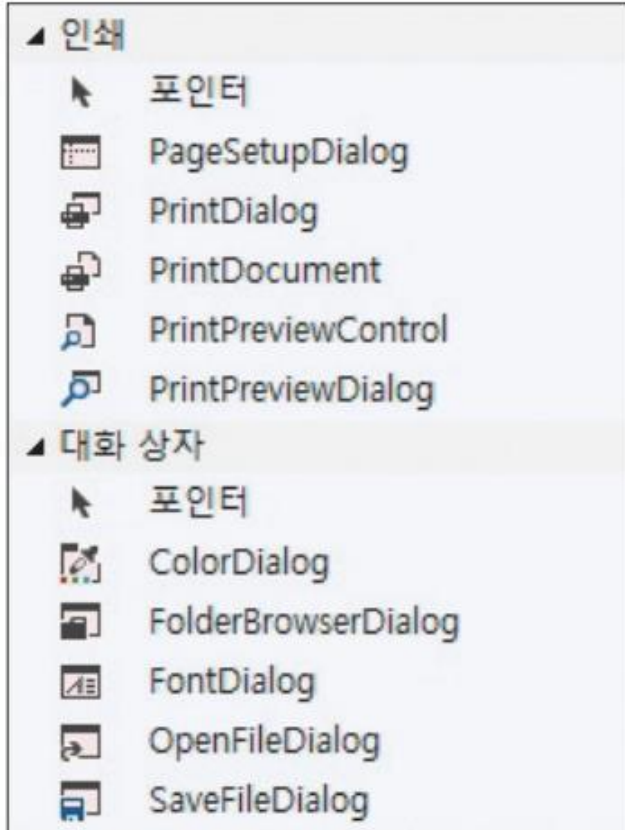 인쇄
포인터
PageSetupDialog
PrintDialog
PrintDocument
PrintPreviewControl
PrintPreviewDialog
대화 상자
포인터
ColorDialog
FolderBrowserDialog
FontDialog
OpenFileDialog
SaveFileDialog